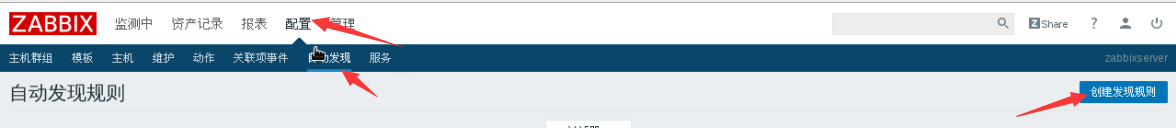 ZABBIX 监测中 资产记录 报表 配置 管理 Z Share ?
主机群组 模板 主机 维护 动作 关联项事件 自动发现 服务 zabbixserver
自动发现规则 创建发现规则